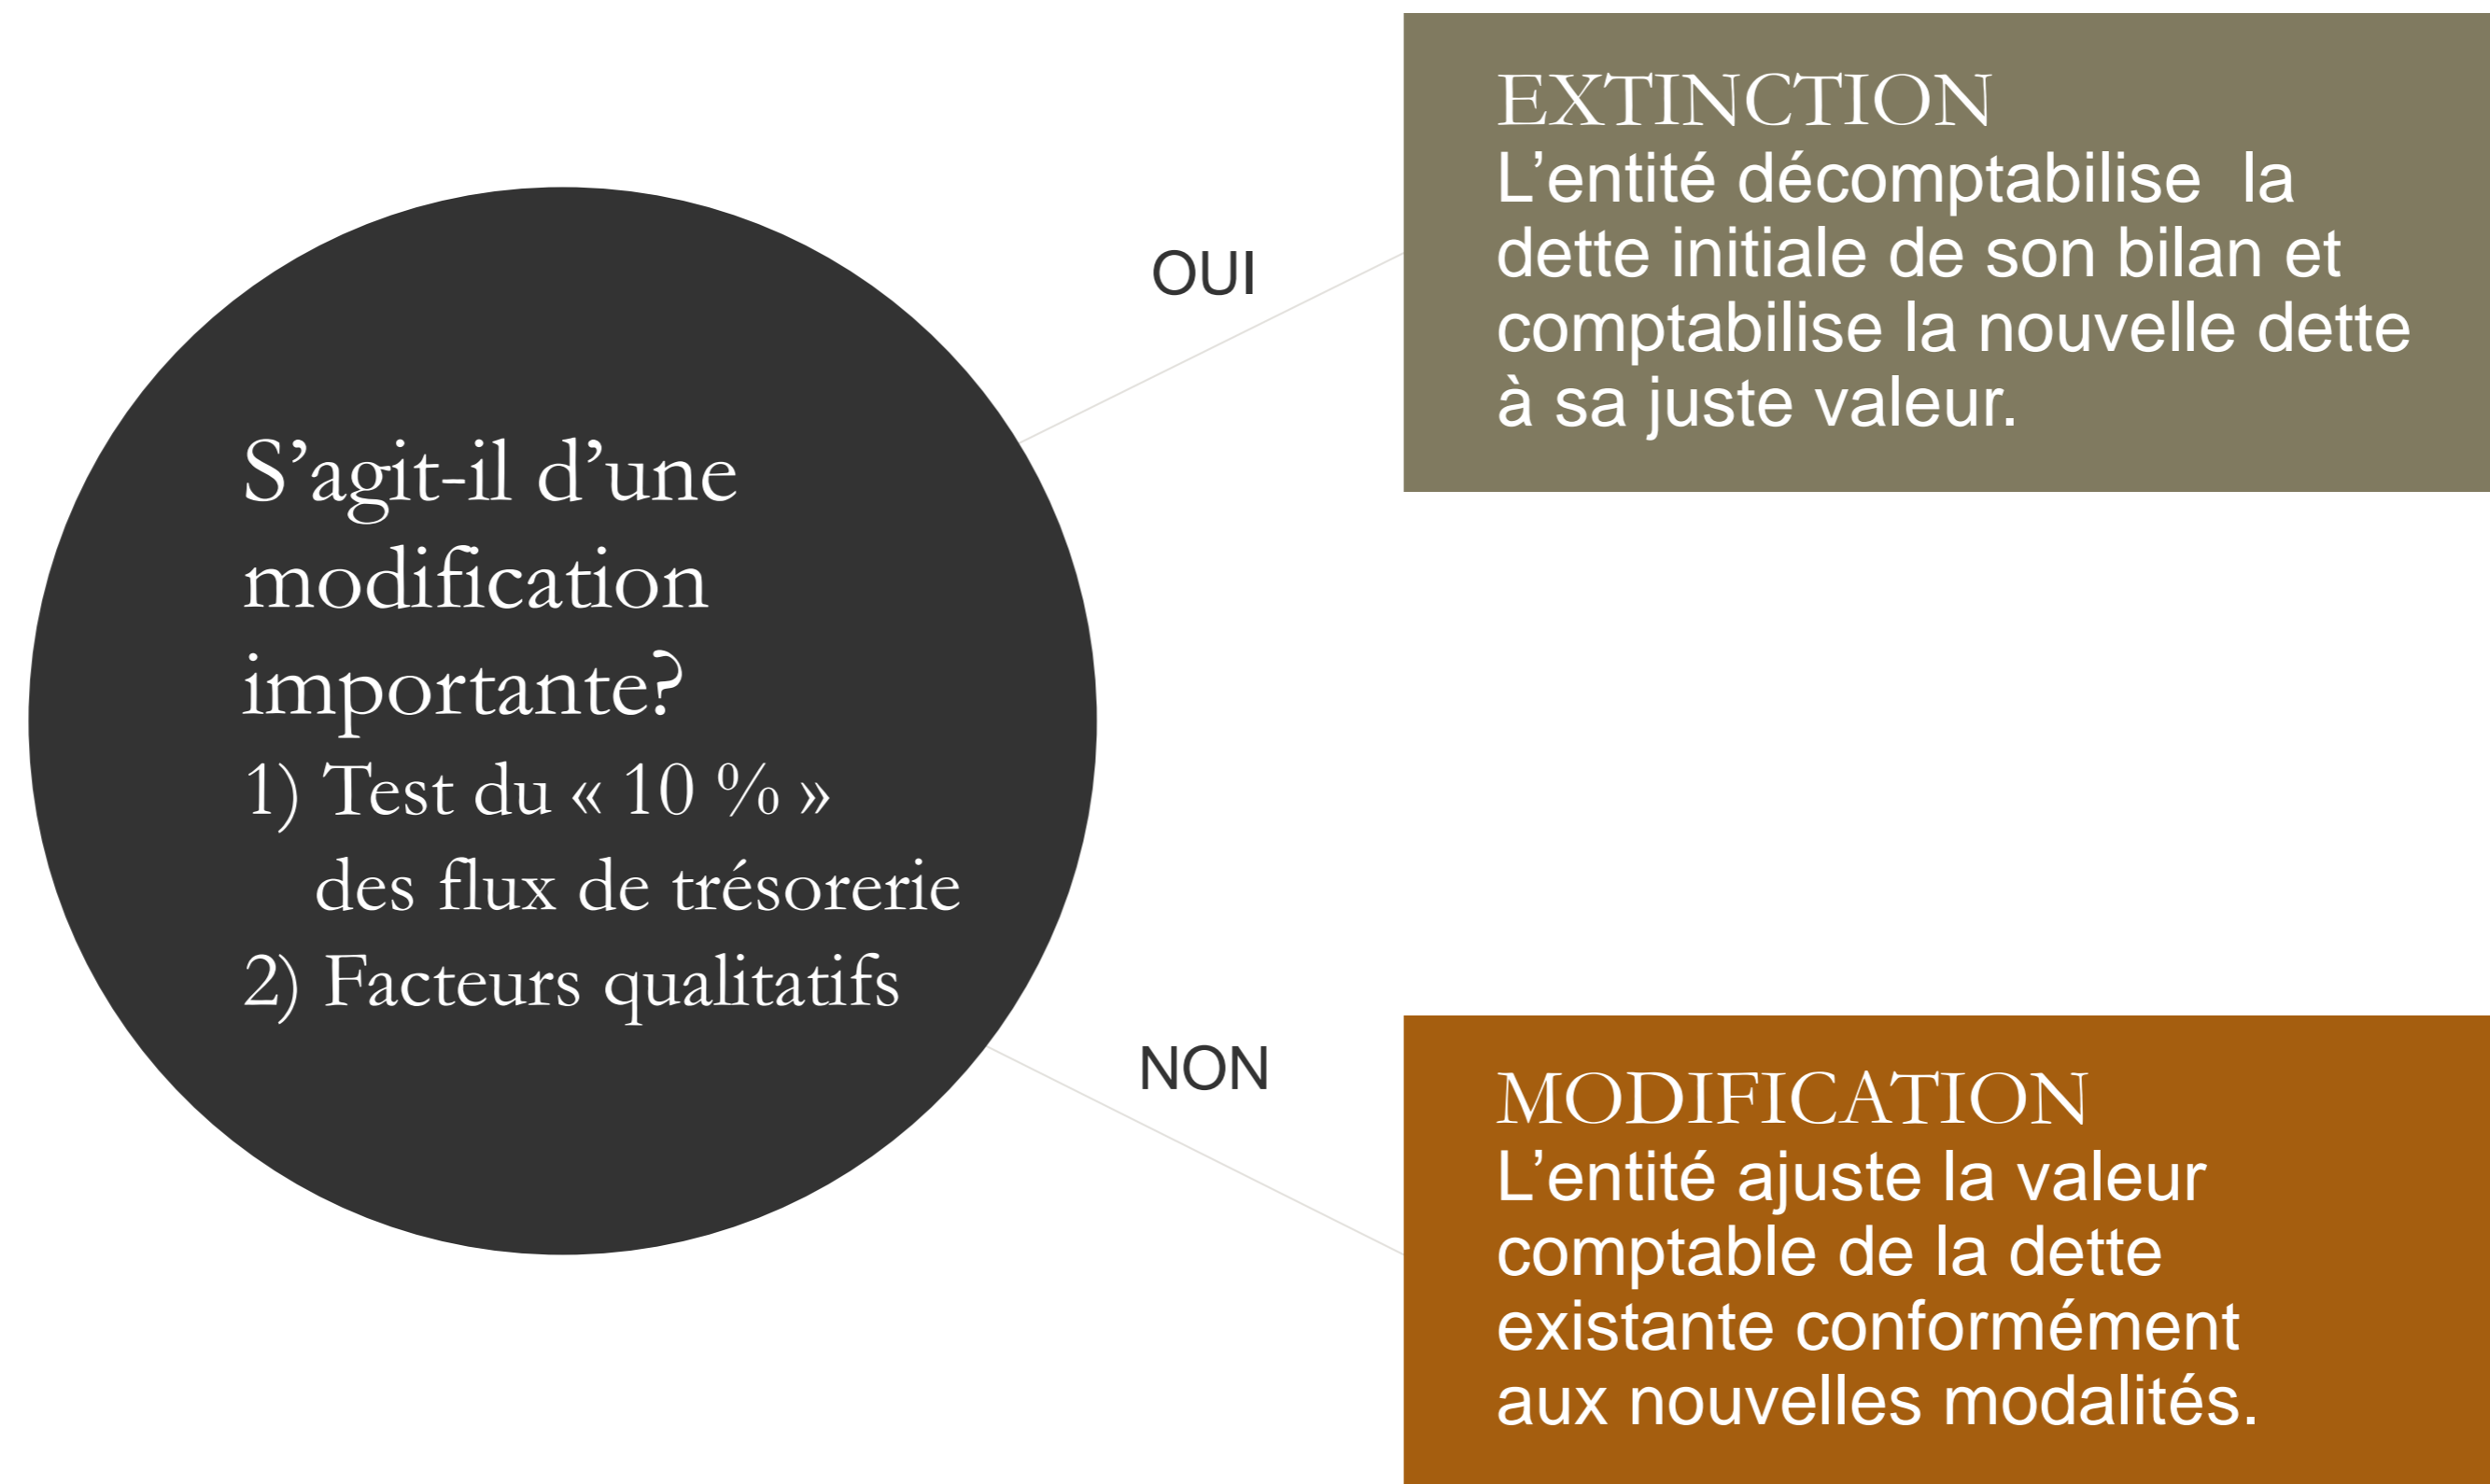 S’agit-il d’une
modification
importante?
1) Test du « 10 % »
des flux de trésorerie
2) Facteurs qualitatifs
OUI
EXTINCTION
L’entité décomptabilise la
dette initiale de son bilan et
comptabilise la nouvelle dette
à sa juste valeur.
NON
MODIFICATION
L’entité ajuste la valeur
comptable de la dette
existante conformément
aux nouvelles modalités.